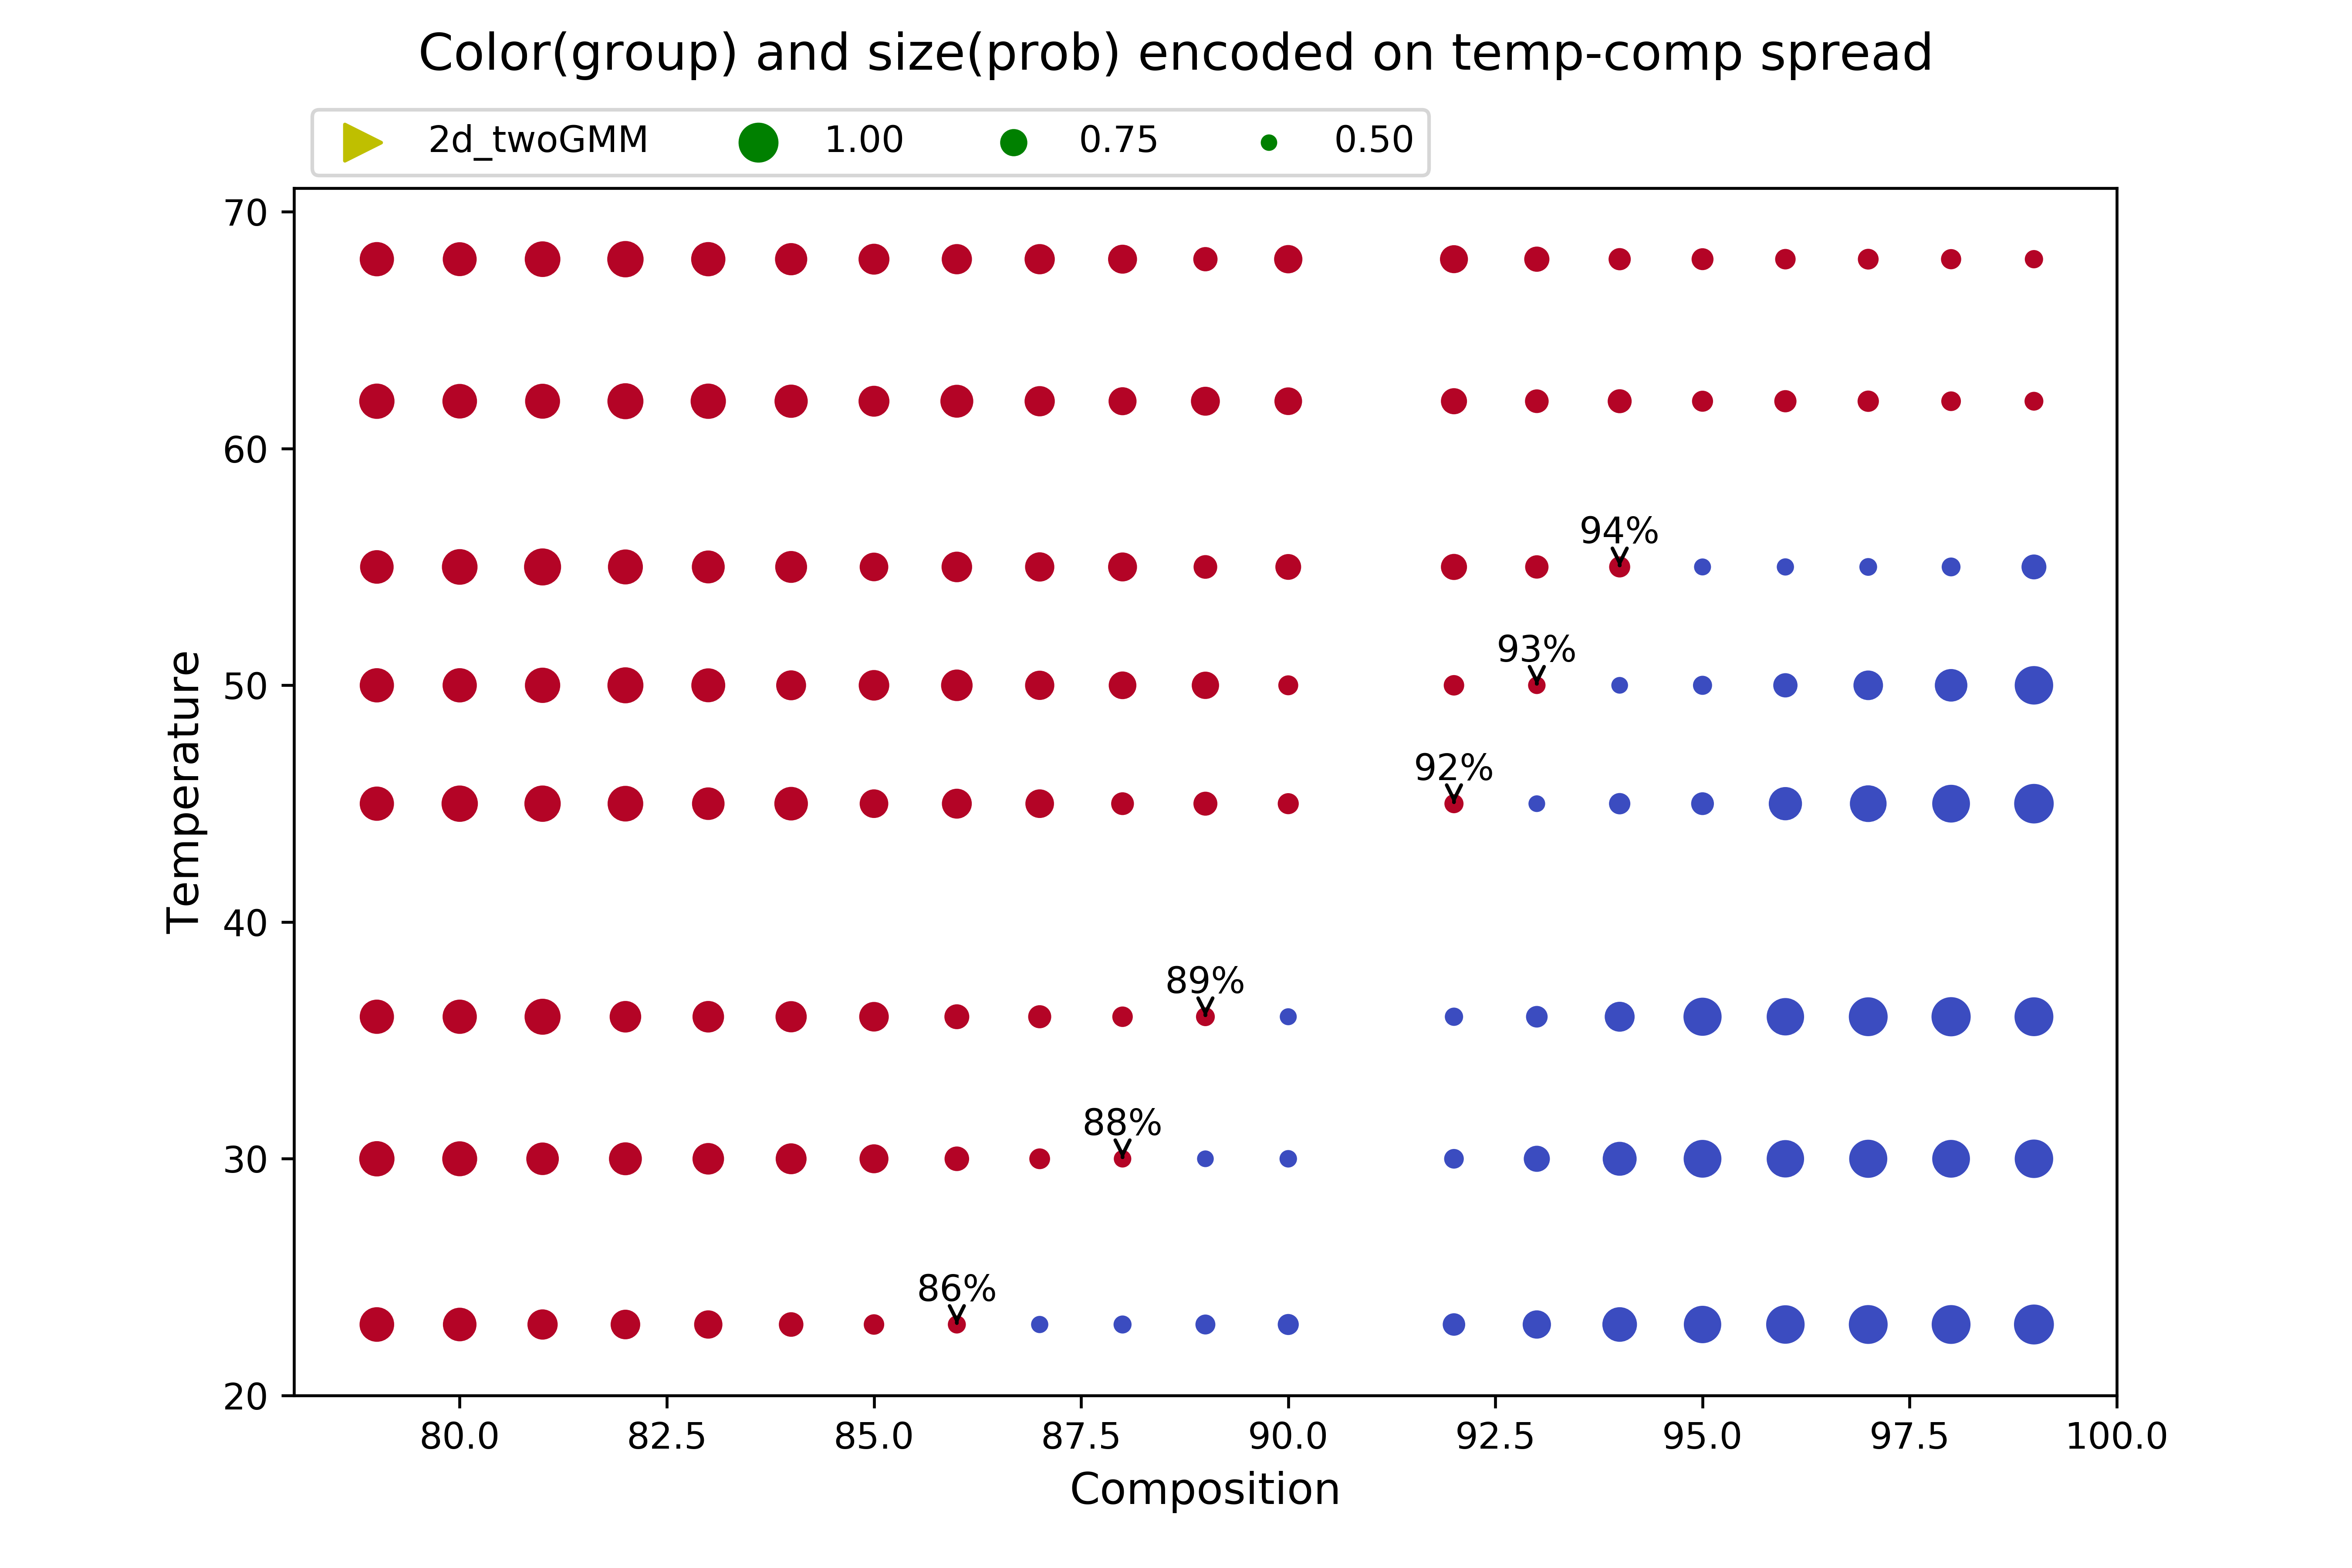 Color(group) and size(prob) encoded on temp-comp spread
2d_twoGMM 1.00 0.75 0.50
70
60
94%
93%
50
92%
40
89%
88%
30
86%
20
Temperature
80.0 82.5 85.0 87.5 90.0 92.5 95.0 97.5 100.0
Composition